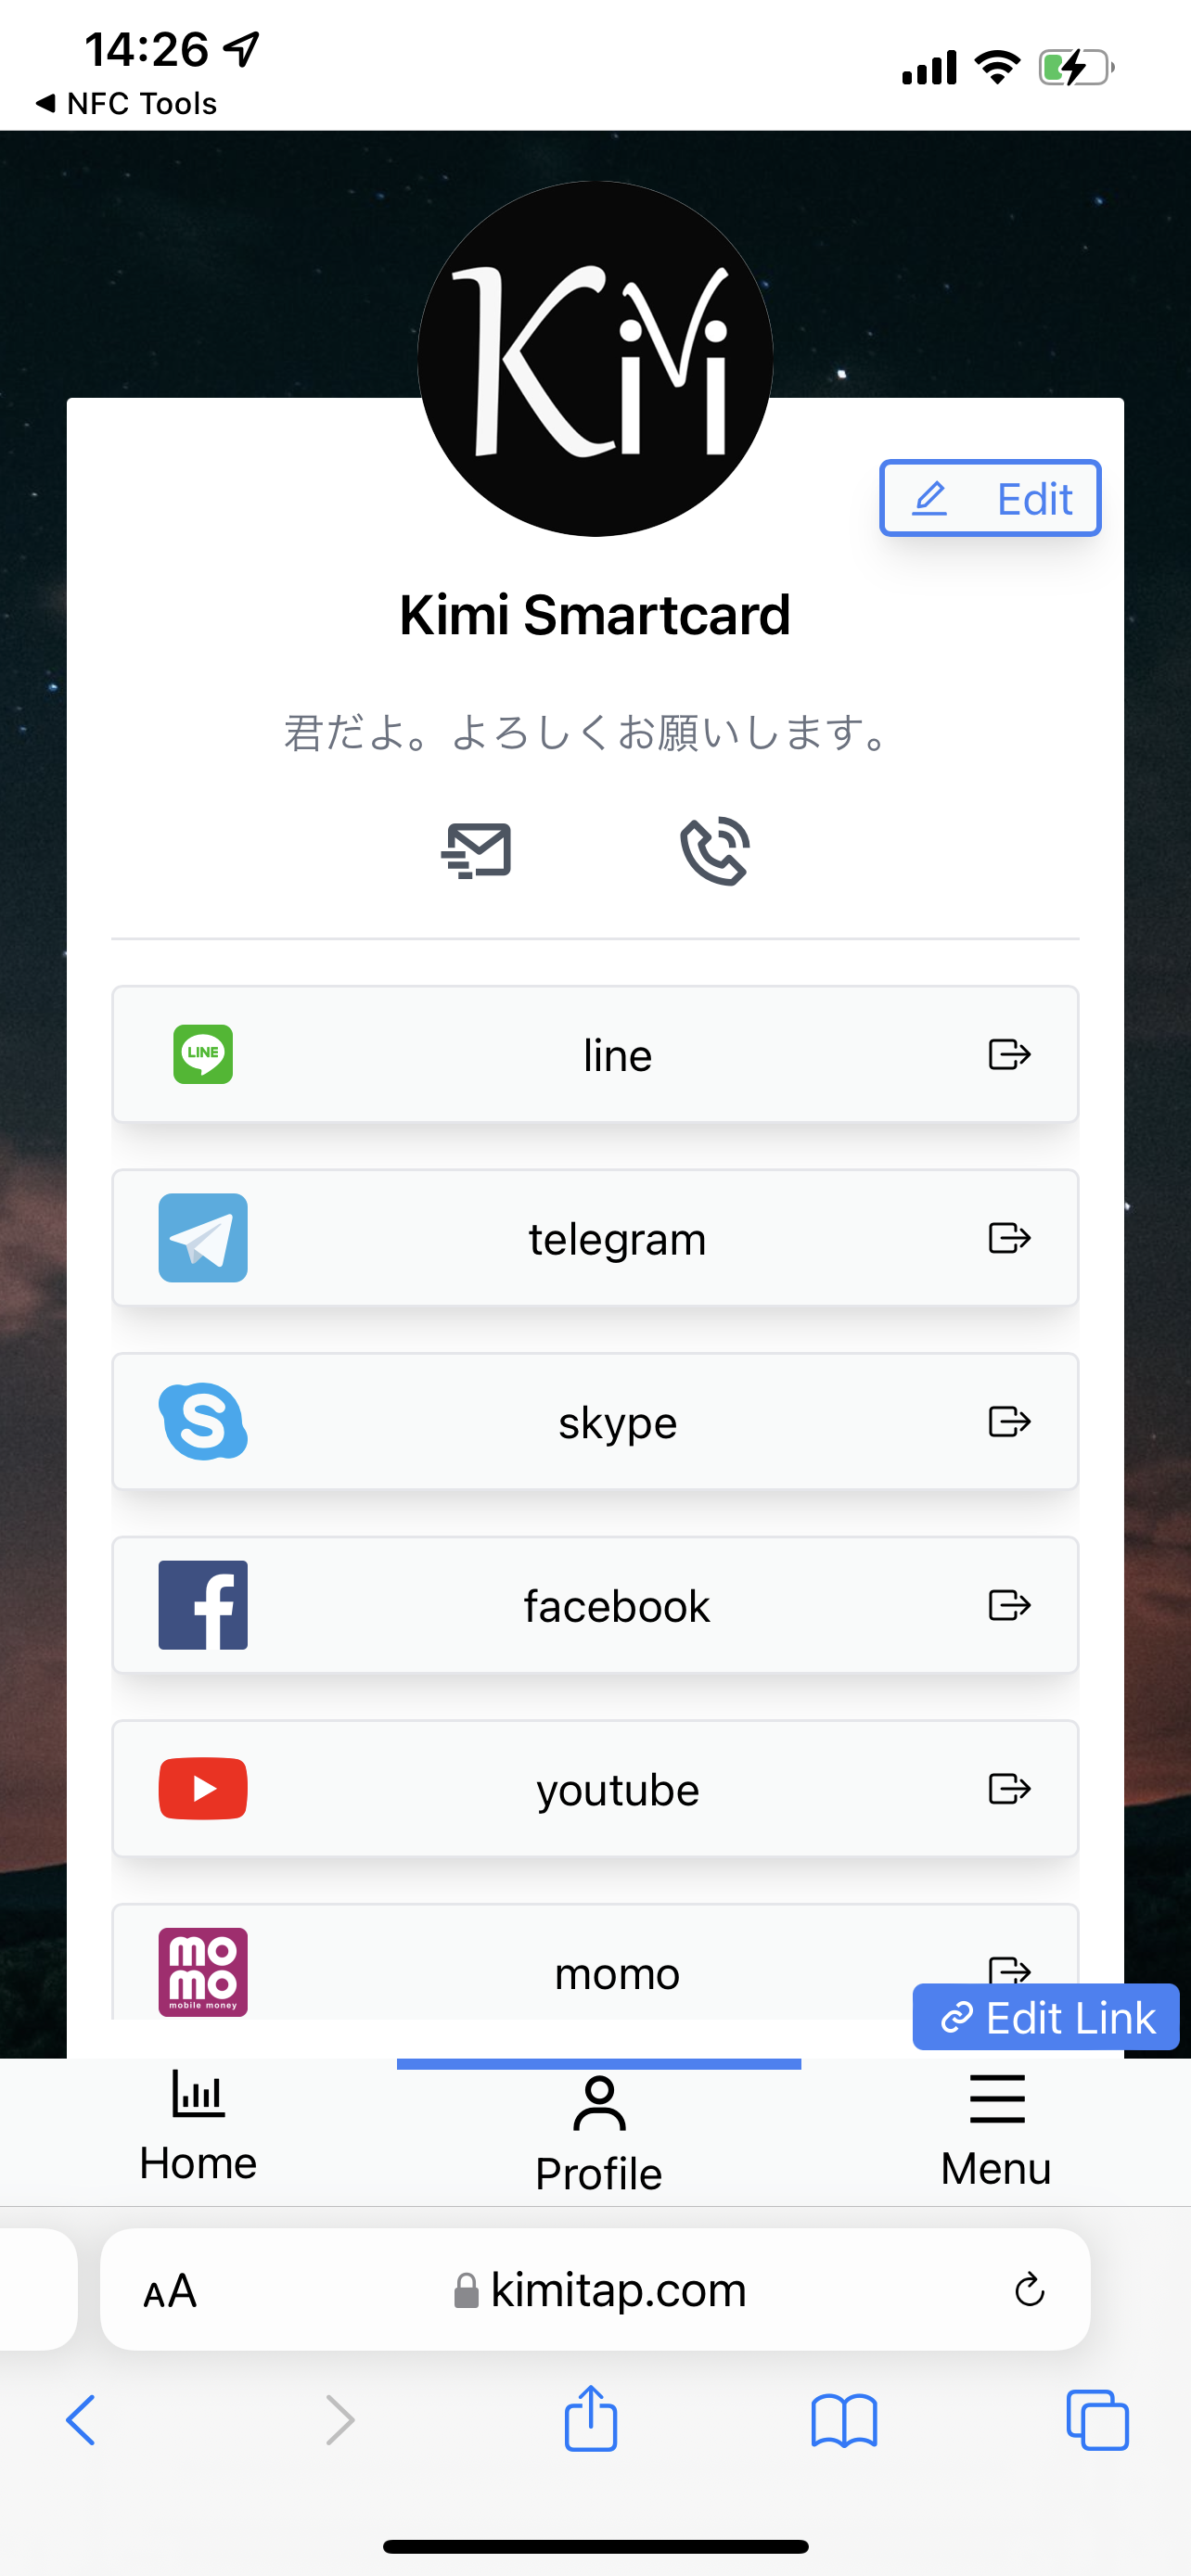 14:26
◀ NFC Tools
KiMi
Edit
Kimi Smartcard
君だよ。よろしくお願いします。
LINE
line
telegram
S
skype
f
facebook
youtube
mo
mo
mobile money
momo
Edit Link
Home
Profile
Menu
AA
kimitap.com